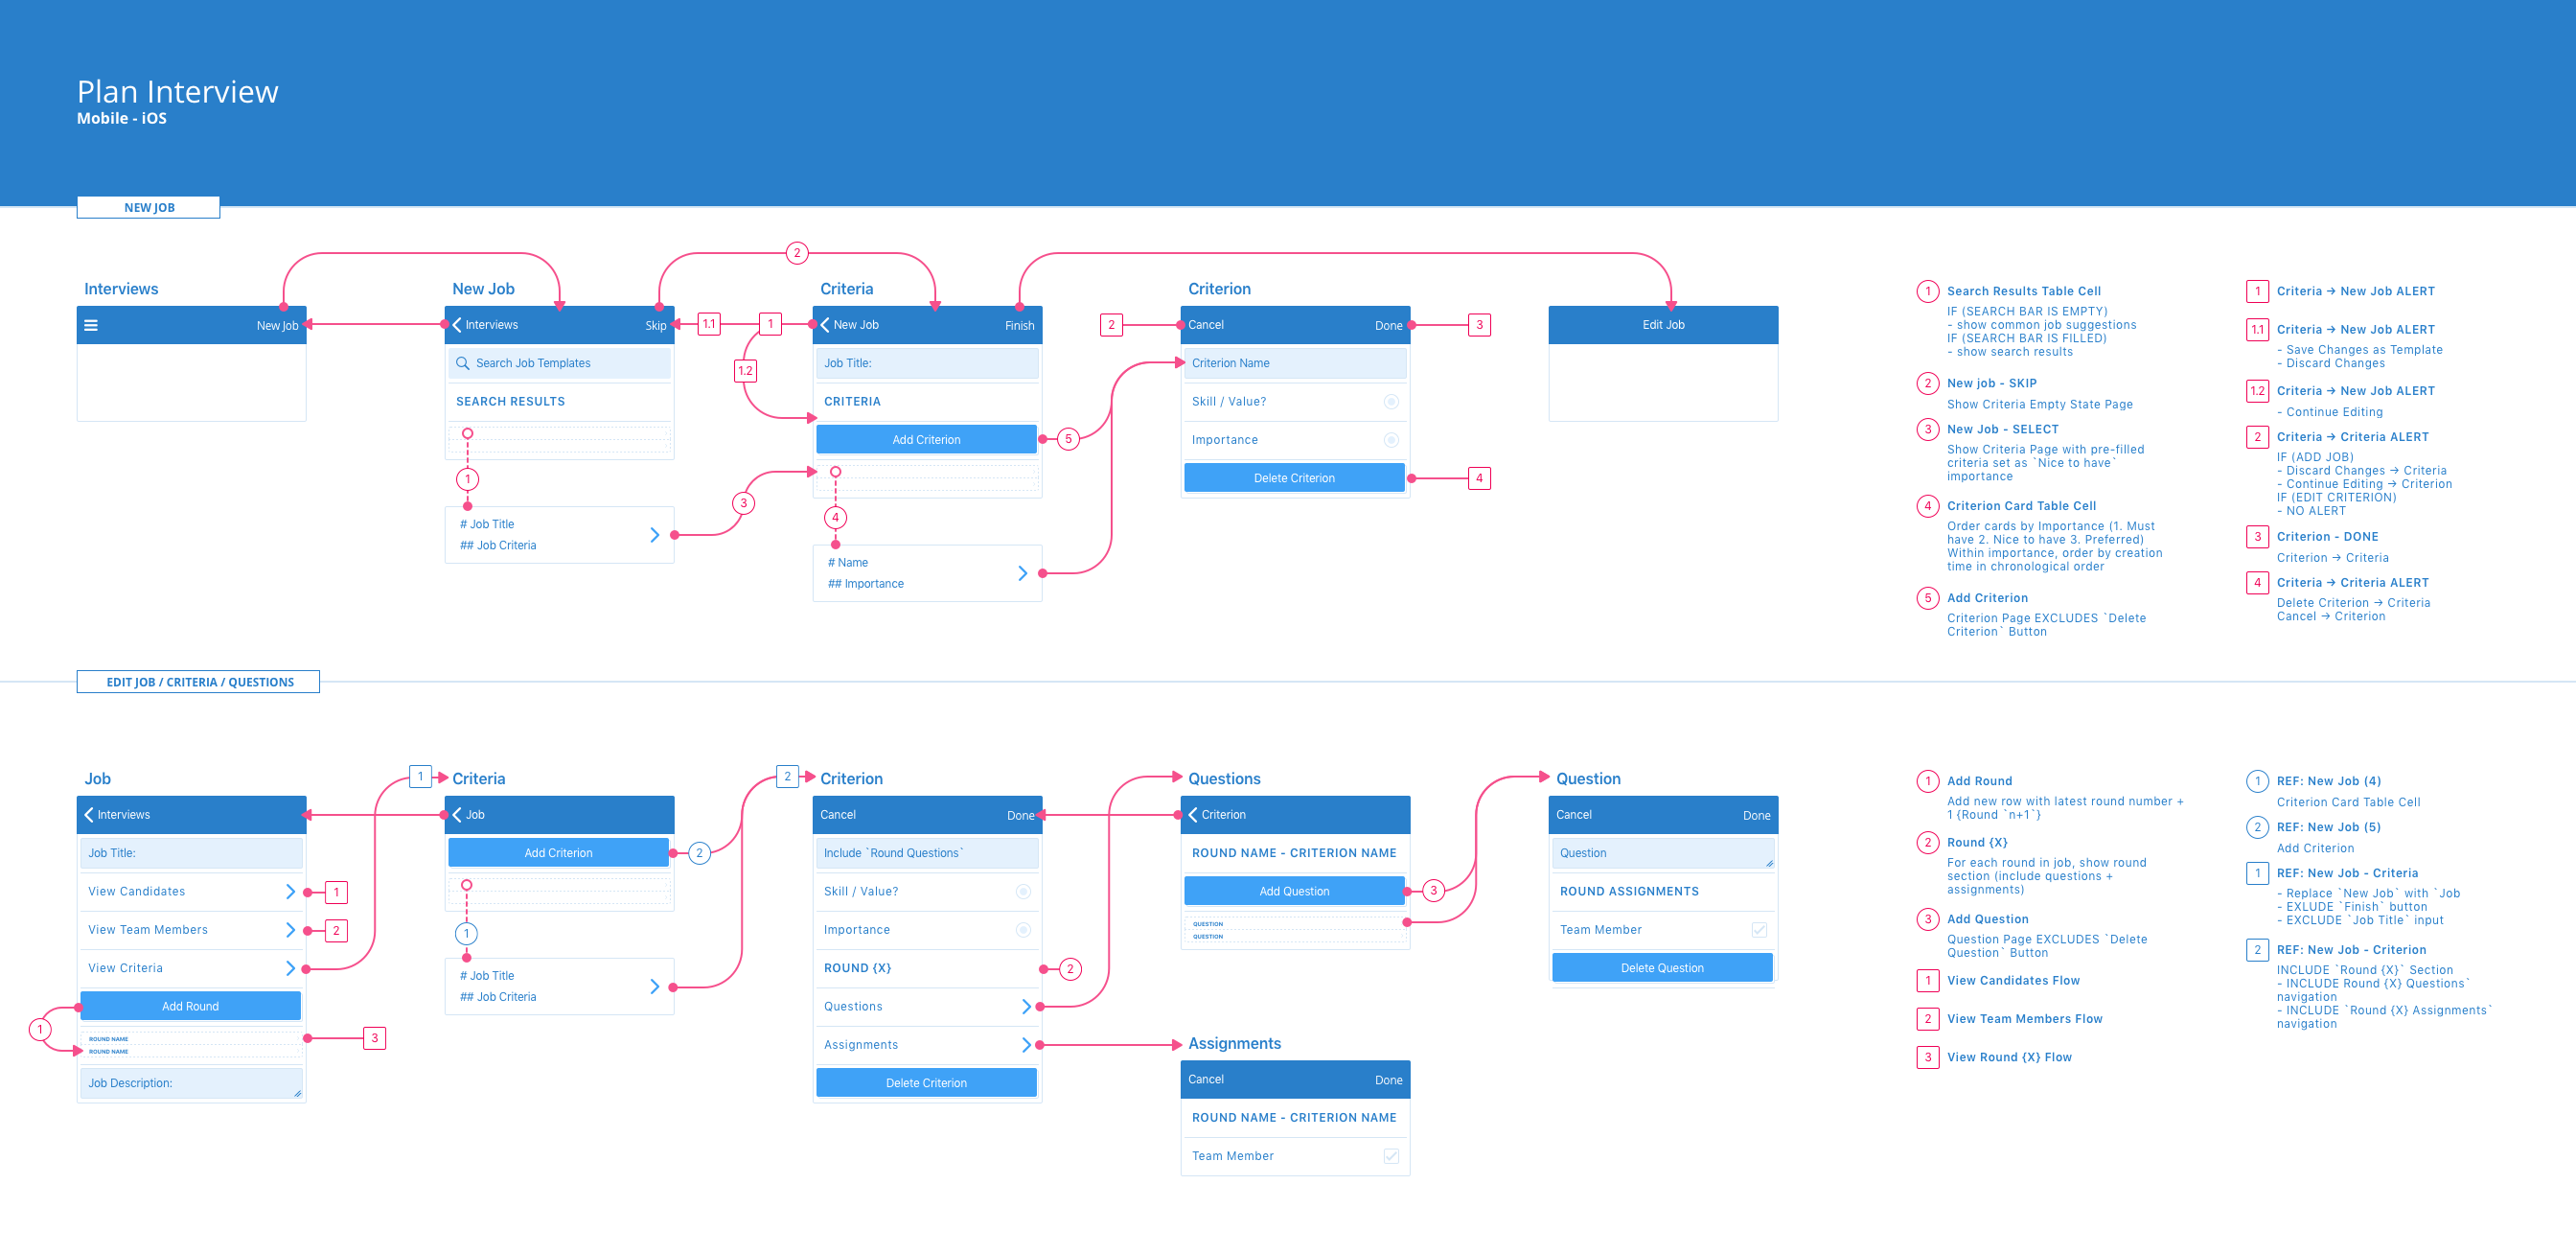 Plan Interview
Mobile - iOS
NEW JOB
Interviews
New Job
New Job
Interviews
Skip
Search Job Templates
SEARCH RESULTS
1
# Job Title
## Job Criteria
2
1.1
1
1.2
3
Criteria
New Job
Finish
Job Title:
CRITERIA
Add Criterion
5
4
# Name
## Importance
Criterion
2
Cancel
Done
3
Criterion Name
Skill / Value?
Importance
Delete Criterion
4
Edit Job
1 Search Results Table Cell
IF (SEARCH BAR IS EMPTY)
- show common job suggestions
IF (SEARCH BAR IS FILLED)
- show search results
2 New job - SKIP
Show Criteria Empty State Page
3 New Job - SELECT
Show Criteria Page with pre-filled
criteria set as `Nice to have`
importance
4 Criterion Card Table Cell
Order cards by Importance (1. Must
have 2. Nice to have 3. Preferred)
Within importance, order by creation
time in chronological order
5 Add Criterion
Criterion Page EXCLUDES `Delete
Criterion` Button
1 Criteria → New Job ALERT
1.1 Criteria → New Job ALERT
- Save Changes as Template
- Discard Changes
1.2 Criteria → New Job ALERT
- Continue Editing
2 Criteria → Criteria ALERT
IF (ADD JOB)
- Discard Changes → Criteria
- Continue Editing → Criterion
IF (EDIT CRITERION)
- NO ALERT
3 Criterion - DONE
Criterion → Criteria
4 Criteria → Criteria ALERT
Delete Criterion → Criteria
Cancel → Criterion
EDIT JOB / CRITERIA / QUESTIONS
Job
Interviews
Job Title:
View Candidates
1
View Team Members
2
View Criteria
Add Round
1
ROUND NAME
ROUND NAME
3
Job Description:
1
Criteria
Job
Add Criterion
2
1
# Job Title
## Job Criteria
2
Criterion
Cancel
Done
Include `Round Questions`
Skill / Value?
Importance
ROUND {X}
2
Questions
Assignments
Delete Criterion
Questions
Criterion
ROUND NAME - CRITERION NAME
Add Question
3
QUESTION
QUESTION
Assignments
Cancel
Done
ROUND NAME - CRITERION NAME
Team Member
Question
Cancel
Done
Question
ROUND ASSIGNMENTS
Team Member
Delete Question
1 Add Round
Add new row with latest round number +
1 {Round `n+1`}
2 Round {X}
For each round in job, show round
section (include questions +
assignments)
3 Add Question
Question Page EXCLUDES `Delete
Question` Button
1 View Candidates Flow
2 View Team Members Flow
3 View Round {X} Flow
1 REF: New Job (4)
Criterion Card Table Cell
2 REF: New Job (5)
Add Criterion
1 REF: New Job - Criteria
- Replace `New Job` with `Job
- EXLUDE `Finish` button
- EXCLUDE `Job Title` input
2 REF: New Job - Criterion
INCLUDE `Round {X}` Section
- INCLUDE Round {X} Questions`
navigation
- INCLUDE `Round {X} Assignments`
navigation